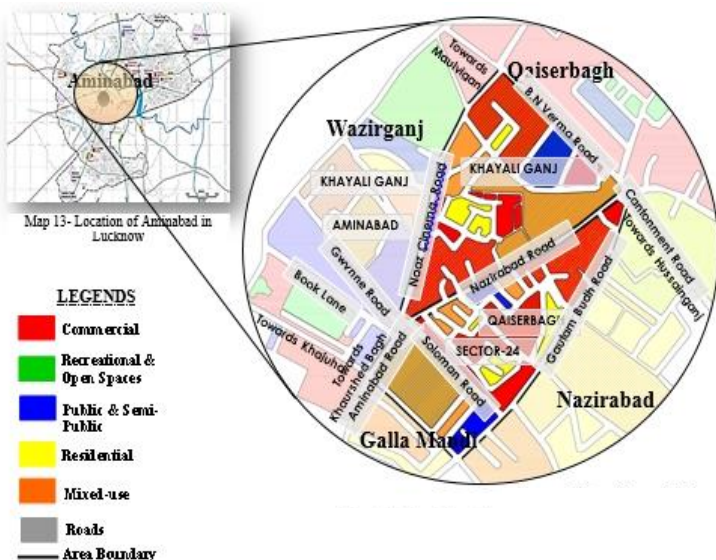 Aminabad
Map 13- Location of Aminabad in
Lucknow
LEGENDS
Commercial
Recreational &
Open Spaces
Public & Semi-
Public
Residential
Mixed-use
Roads
Area Boundary
Towards
Maulviganj
Qaiserbagh
Wazirganj
B.N Verma Road
KHAYALI GANJ
KHAYALI GANJ
AMINABAD
Naaz Cinema Road
Cantonment Road
Towards Hussainganj
Gwynne Road
Nazirabad Road
Book Lane
Gautam Budh Road
QAISERBAGH
Towards
Towards
Khaurshed Bagh
Aminabad Road
Soloman Road
SECTOR-24
Nazirabad
Galla Mandi